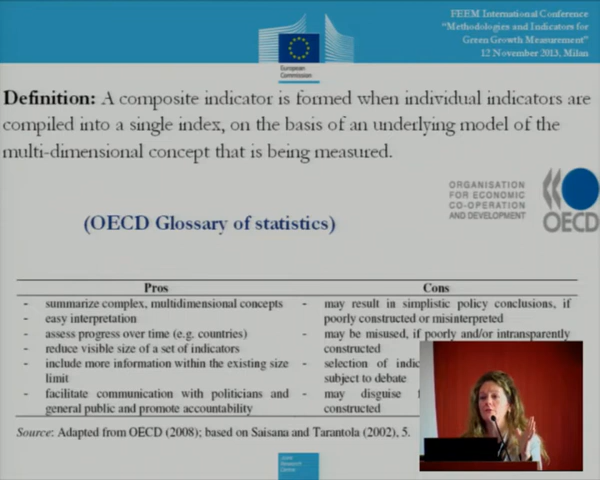 FEEM International Conference
"Methodologies and Indicators for
Green Growth Measurement"
12 November 2013, Milan
European
Commission
Definition: A composite indicator is formed when individual indicators are
compiled into a single index, on the basis of an underlying model of the
multi-dimensional concept that is being measured.
ORGANISATION
FOR ECONOMIC
CO-OPERATION
AND DEVELOPMENT
OECD
(OECD Glossary of statistics)
Pros
- summarize complex, multidimensional concepts
- easy interpretation
- assess progress over time (e.g. countries)
- reduce visible size of a set of indicators
- include more information within the existing size
limit
- facilitate communication with politicians and
general public and promote accountability
Cons
- may result in simplistic policy conclusions, if
poorly constructed or misinterpreted
- may be misused, if poorly and/or intransparently
constructed
- selection of indic
subject to debate
- may disguise
constructed
Source: Adapted from OECD (2008); based on Saisana and Tarantola (2002), 5.
Joint
Research
Centre